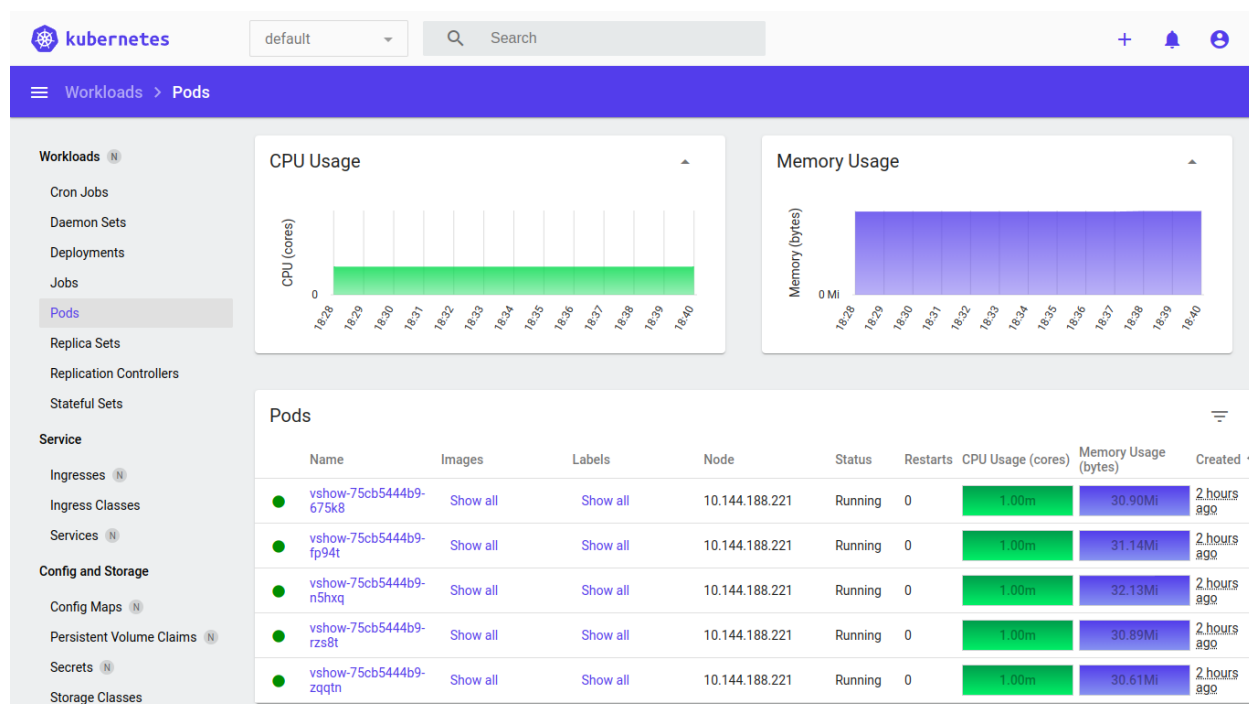 kubernetes default Search
Workloads > Pods
Workloads N
Cron Jobs
Daemon Sets
Deployments
Jobs
Pods
Replica Sets
Replication Controllers
Stateful Sets
Service
Ingresses N
Ingress Classes
Services N
Config and Storage
Config Maps N
Persistent Volume Claims N
Secrets N
Storage Classes
CPU Usage
CPU (cores)
0
18:28 18:29 18:30 18:31 18:32 18:33 18:34 18:35 18:36 18:37 18:38 18:39 18:40
Memory Usage
Memory (bytes)
0 Mi
18:28 18:29 18:30 18:31 18:32 18:33 18:34 18:35 18:36 18:37 18:38 18:39 18:40
Pods
Name Images Labels Node Status Restarts CPU Usage (cores) Memory Usage (bytes) Created
vshow-75cb5444b9-675k8 Show all Show all 10.144.188.221 Running 0 1.00m 30.90Mi 2 hours ago
vshow-75cb5444b9-fp94t Show all Show all 10.144.188.221 Running 0 1.00m 31.14Mi 2 hours ago
vshow-75cb5444b9-n5hxq Show all Show all 10.144.188.221 Running 0 1.00m 32.13Mi 2 hours ago
vshow-75cb5444b9-rzs8t Show all Show all 10.144.188.221 Running 0 1.00m 30.89Mi 2 hours ago
vshow-75cb5444b9-zqqtn Show all Show all 10.144.188.221 Running 0 1.00m 30.61Mi 2 hours ago